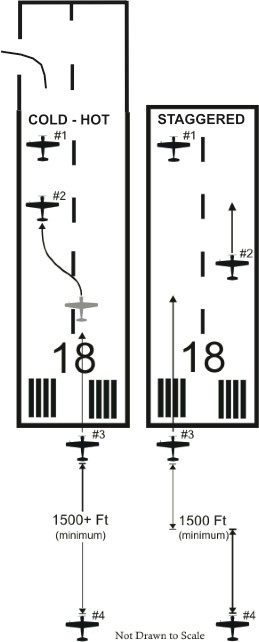 COLD - HOT
#1
#2
18
#3
1500+ Ft
(minimum)
#4
STAGGERED
#1
#2
18
#3
1500 Ft
(minimum)
#4
Not Drawn to Scale